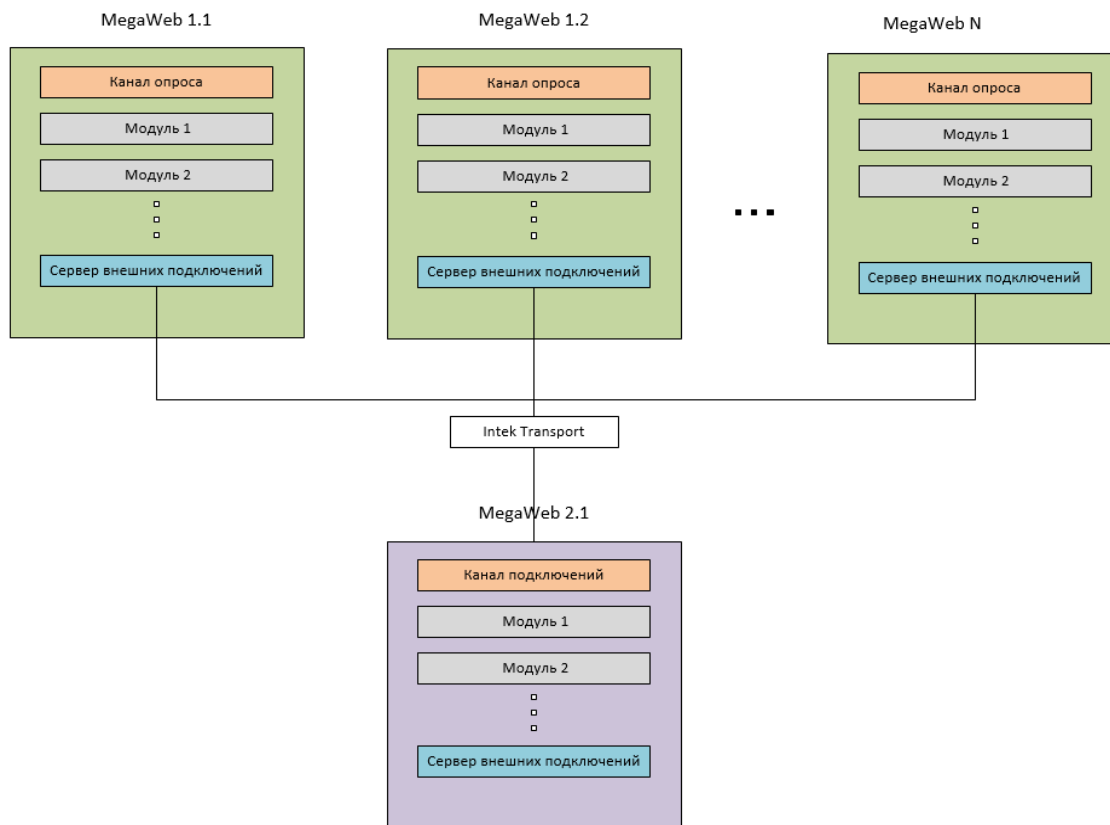 MegaWeb 1.1
Канал опроса
Модуль 1
Модуль 2
Сервер внешних подключений
MegaWeb 1.2
Канал опроса
Модуль 1
Модуль 2
Сервер внешних подключений
...
MegaWeb N
Канал опроса
Модуль 1
Модуль 2
Сервер внешних подключений
Intek Transport
MegaWeb 2.1
Канал подключений
Модуль 1
Модуль 2
Сервер внешних подключений